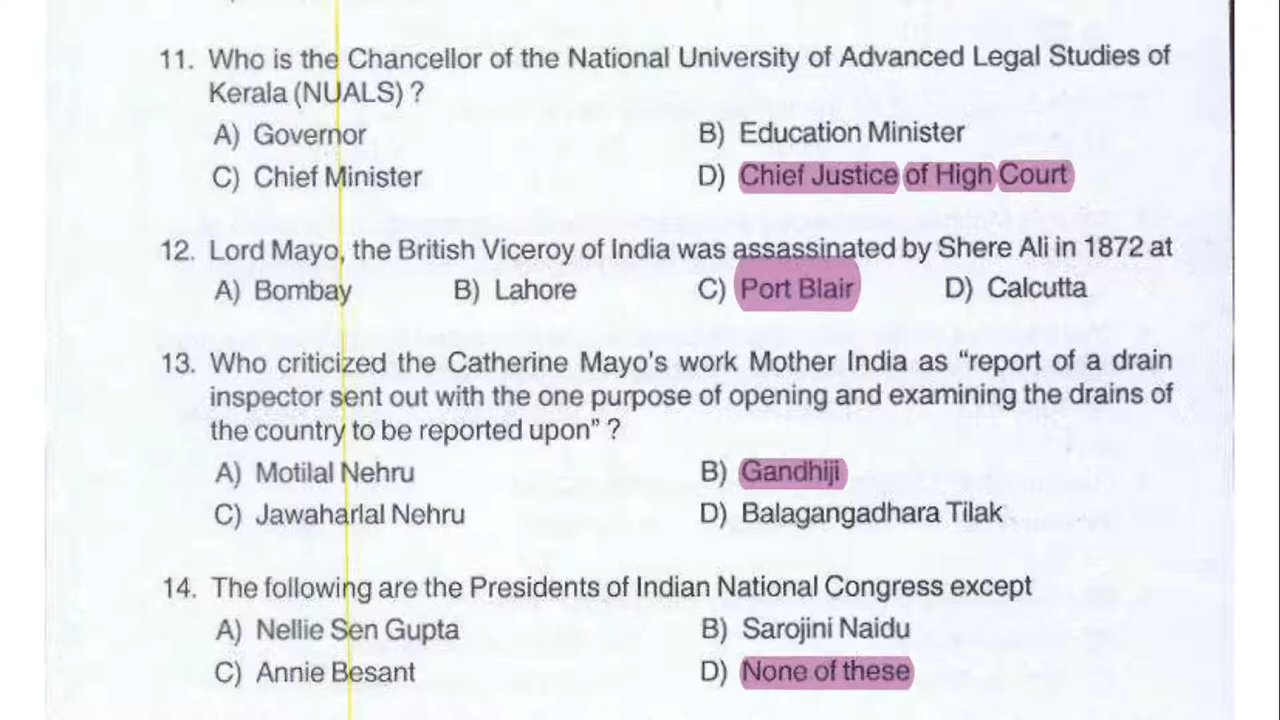 11. Who is the Chancellor of the National University of Advanced Legal Studies of
Kerala (NUALS) ?
A) Governor B) Education Minister
C) Chief Minister D) Chief Justice of High Court
12. Lord Mayo, the British Viceroy of India was assassinated by Shere Ali in 1872 at
A) Bombay B) Lahore C) Port Blair D) Calcutta
13. Who criticized the Catherine Mayo's work Mother India as “report of a drain
inspector sent out with the one purpose of opening and examining the drains of
the country to be reported upon” ?
A) Motilal Nehru B) Gandhiji
C) Jawaharlal Nehru D) Balagangadhara Tilak
14. The following are the Presidents of Indian National Congress except
A) Nellie Sen Gupta B) Sarojini Naidu
C) Annie Besant D) None of these